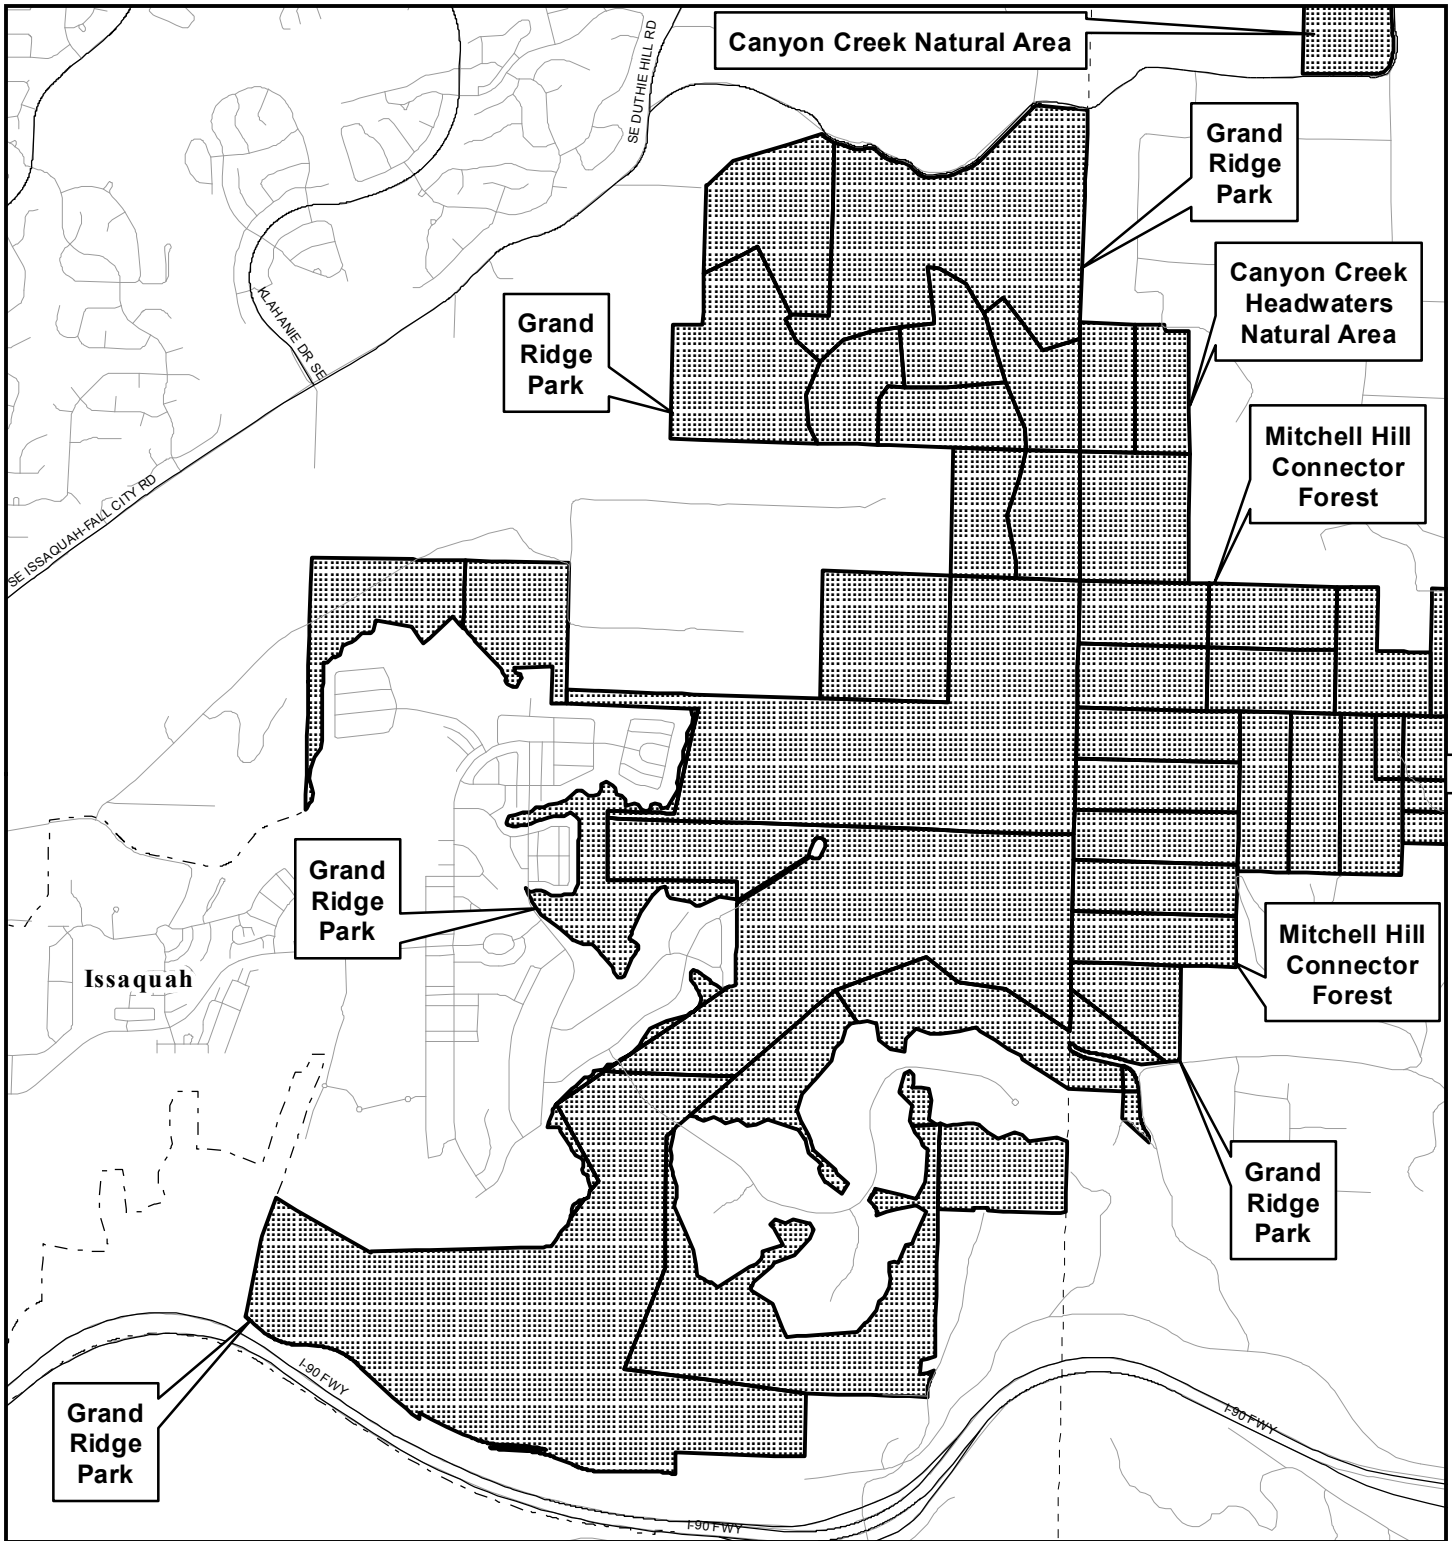 Canyon Creek Natural Area
SE DUTHIE HILL RD
Grand
Ridge
Park
Canyon Creek
Headwaters
Natural Area
KLAHANIE DR SE
Grand
Ridge
Park
Mitchell Hill
Connector
Forest
SE ISSAQUAH-FALL CITY RD
Grand
Ridge
Park
Mitchell Hill
Connector
Forest
Issaquah
Grand
Ridge
Park
I-90 FWY
Grand
Ridge
Park
I-90 FWY
I-90 FWY